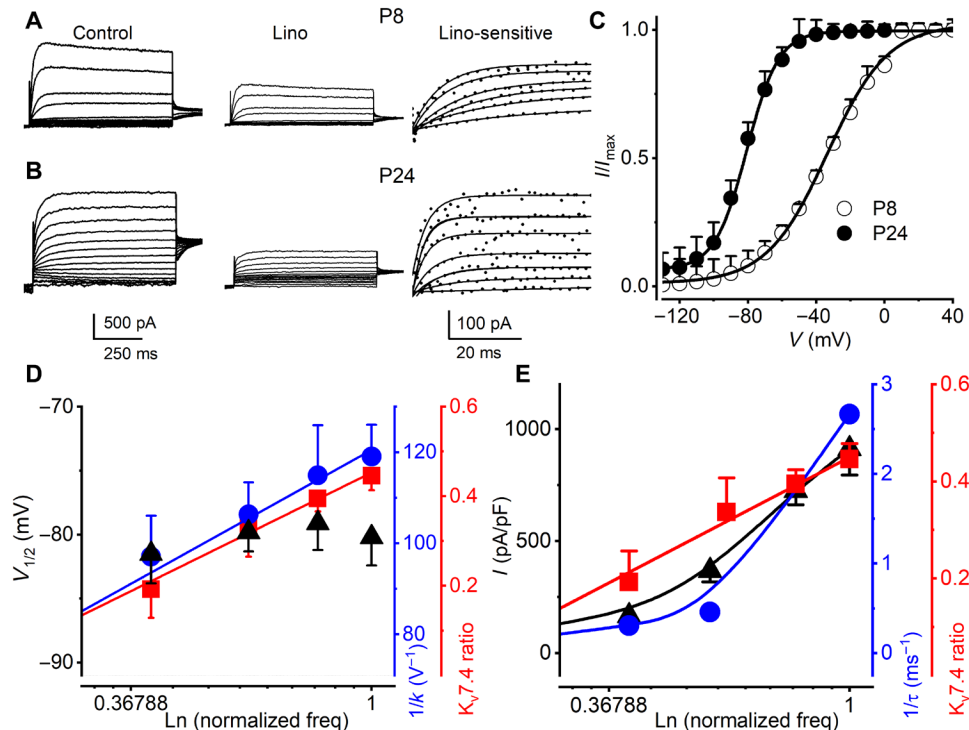 A P8 C
Control Lino Lino-sensitive
B P24
500 pA
250 ms
100 pA
20 ms
1.0
0.5
0.0
I/Imax
P8
P24
−120 −80 −40 0 40
V (mV)
D
−70
−80
−90
V1/2 (mV)
120
100
80
1/k (V−1)
0.6
0.4
0.2
0.0
Kv7.4 ratio
0.36788 1
Ln (normalized freq)
E
1000
500
0
I (pA/pF)
3
2
1
0
1/τ (ms−1)
0.6
0.4
0.2
0.0
Kv7.4 ratio
0.36788 1
Ln (normalized freq)